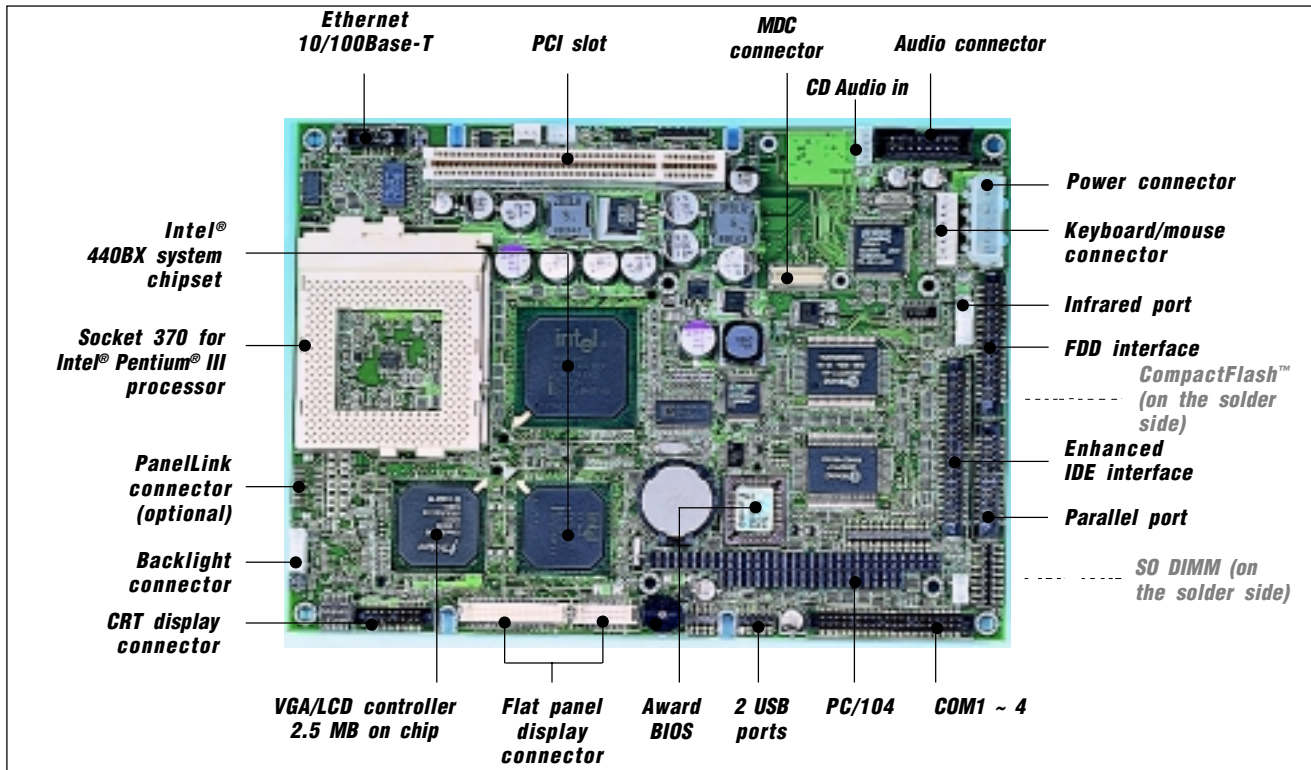 Ethernet
10/100Base-T
PCI slot
MDC
connector
Audio connector
CD Audio in
Power connector
Intel®
440BX system
chipset
Keyboard/mouse
connector
Infrared port
Socket 370 for
Intel® Pentium® III
processor
FDD interface
CompactFlash™
(on the solder
side)
intel
PanelLink
connector
(optional)
Enhanced
IDE interface
Parallel port
Backlight
connector
SO DIMM (on
the solder side)
CRT display
connector
VGA/LCD controller
2.5 MB on chip
Flat panel
display
connector
Award
BIOS
2 USB
ports
PC/104
COM1 ~ 4